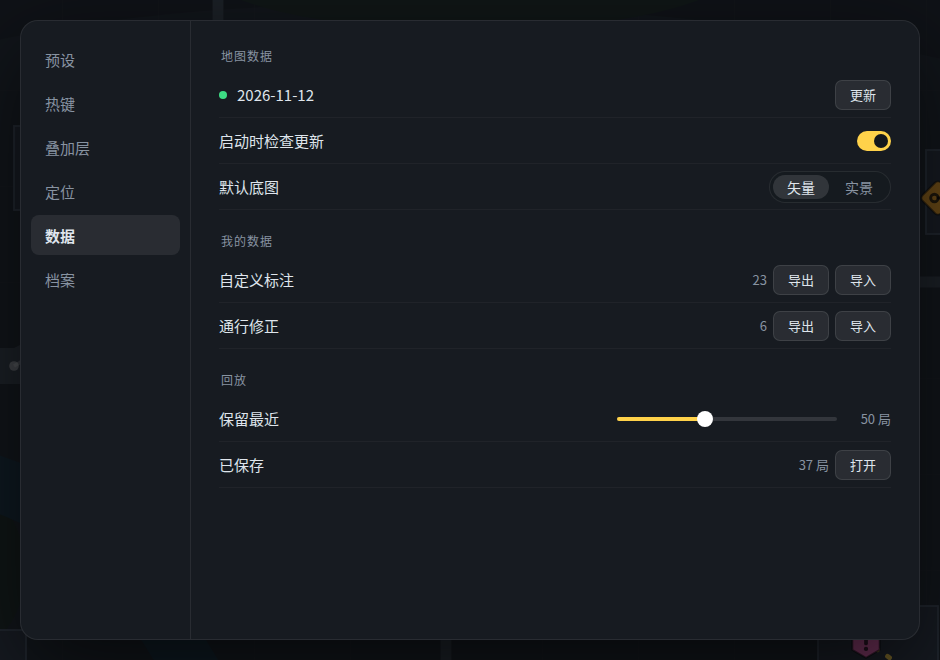 预设
热键
叠加层
定位
数据
档案
地图数据
2026-11-12 更新
启动时检查更新
默认底图 矢量 实景
我的数据
自定义标注 23 导出 导入
通行修正 6 导出 导入
回放
保留最近 50 局
已保存 37 局 打开